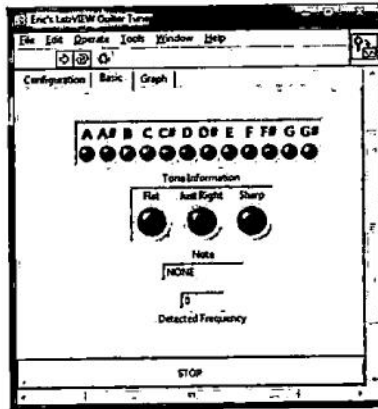 Eric's LabVIEW Guitar Tuner
File Edit Operate Tools Window Help
Configuration Basic Graph
A A# B C C# D D# E F F# G G#
Tone Information
Flat Just Right Sharp
Note
NONE
0
Detected Frequency
STOP